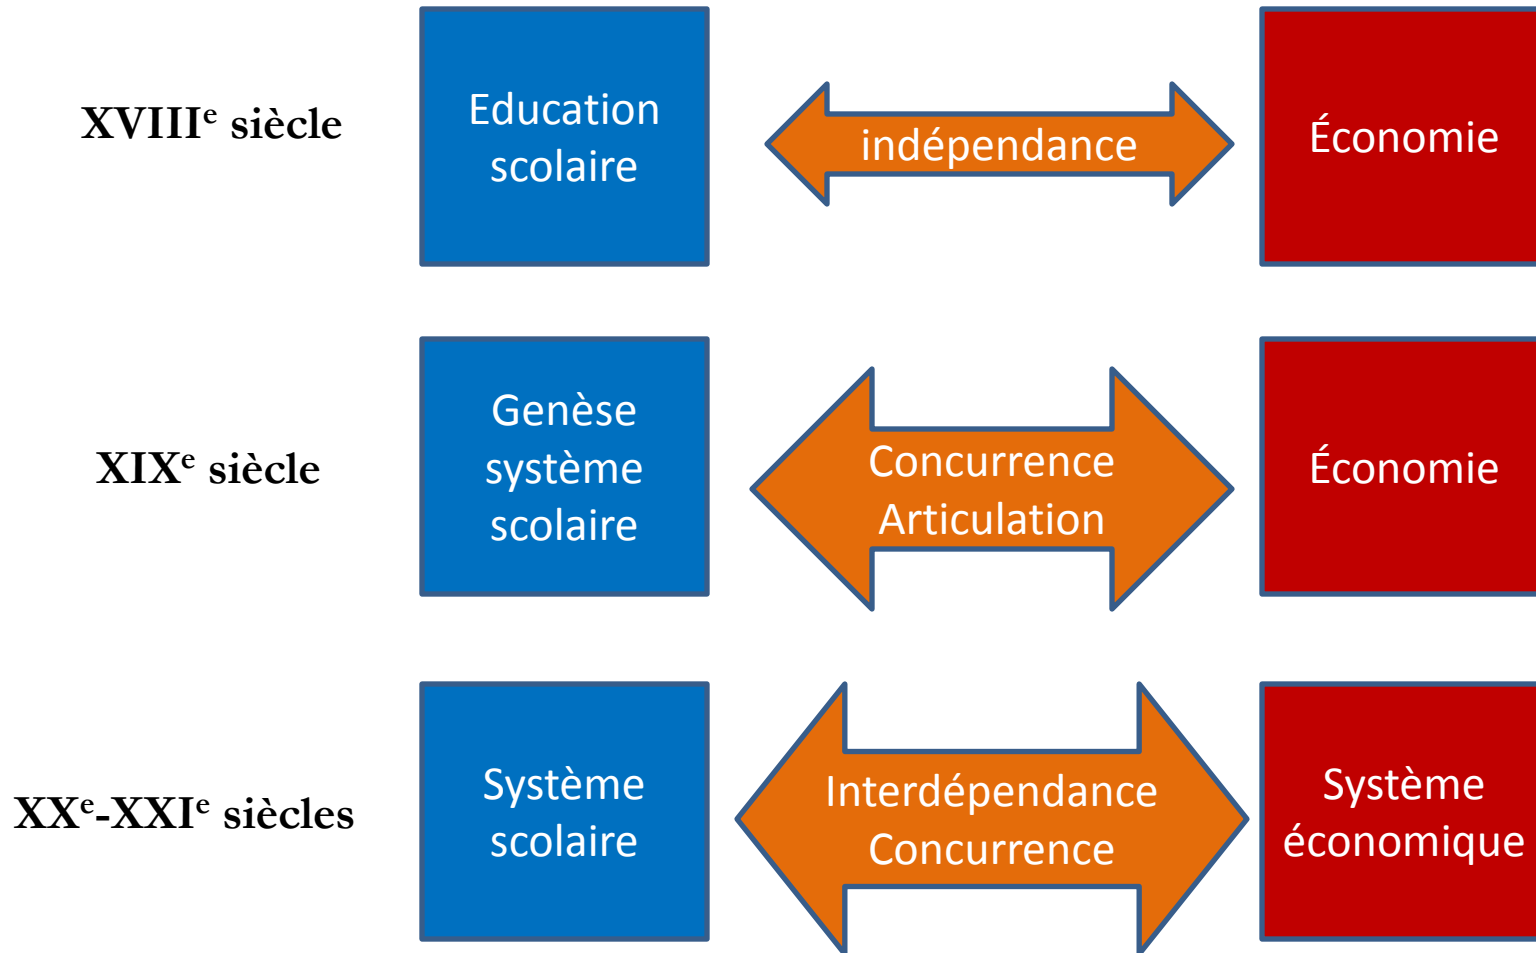 XVIIIe siècle
Education
scolaire
indépendance
Économie
XIXe siècle
Genèse
système
scolaire
Concurrence
Articulation
Économie
XXe-XXIe siècles
Système
scolaire
Interdépendance
Concurrence
Système
économique